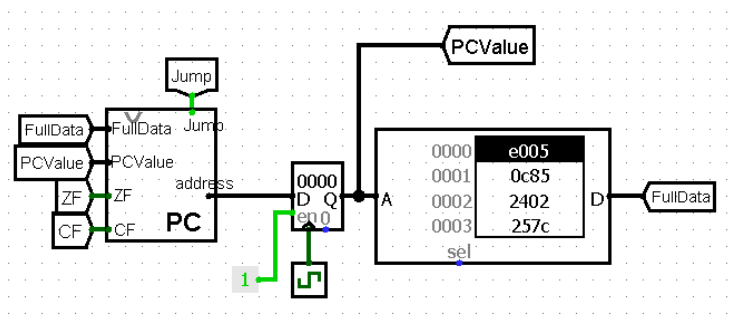 PCValue
Jump
FullData
FullData
Jump
PCValue
PCValue
ZF
ZF
address
CF
CF
PC
0000
D Q
en 0
1
A
0000 e005
0001 0c85
0002 2402
0003 257c
D
sel
FullData